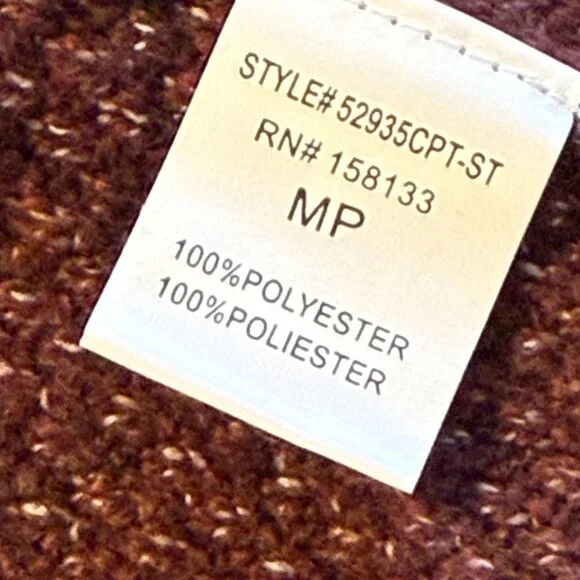 STYLE# 52935CPT-ST
RN# 158133
MP
100%POLYESTER
100%POLIESTER